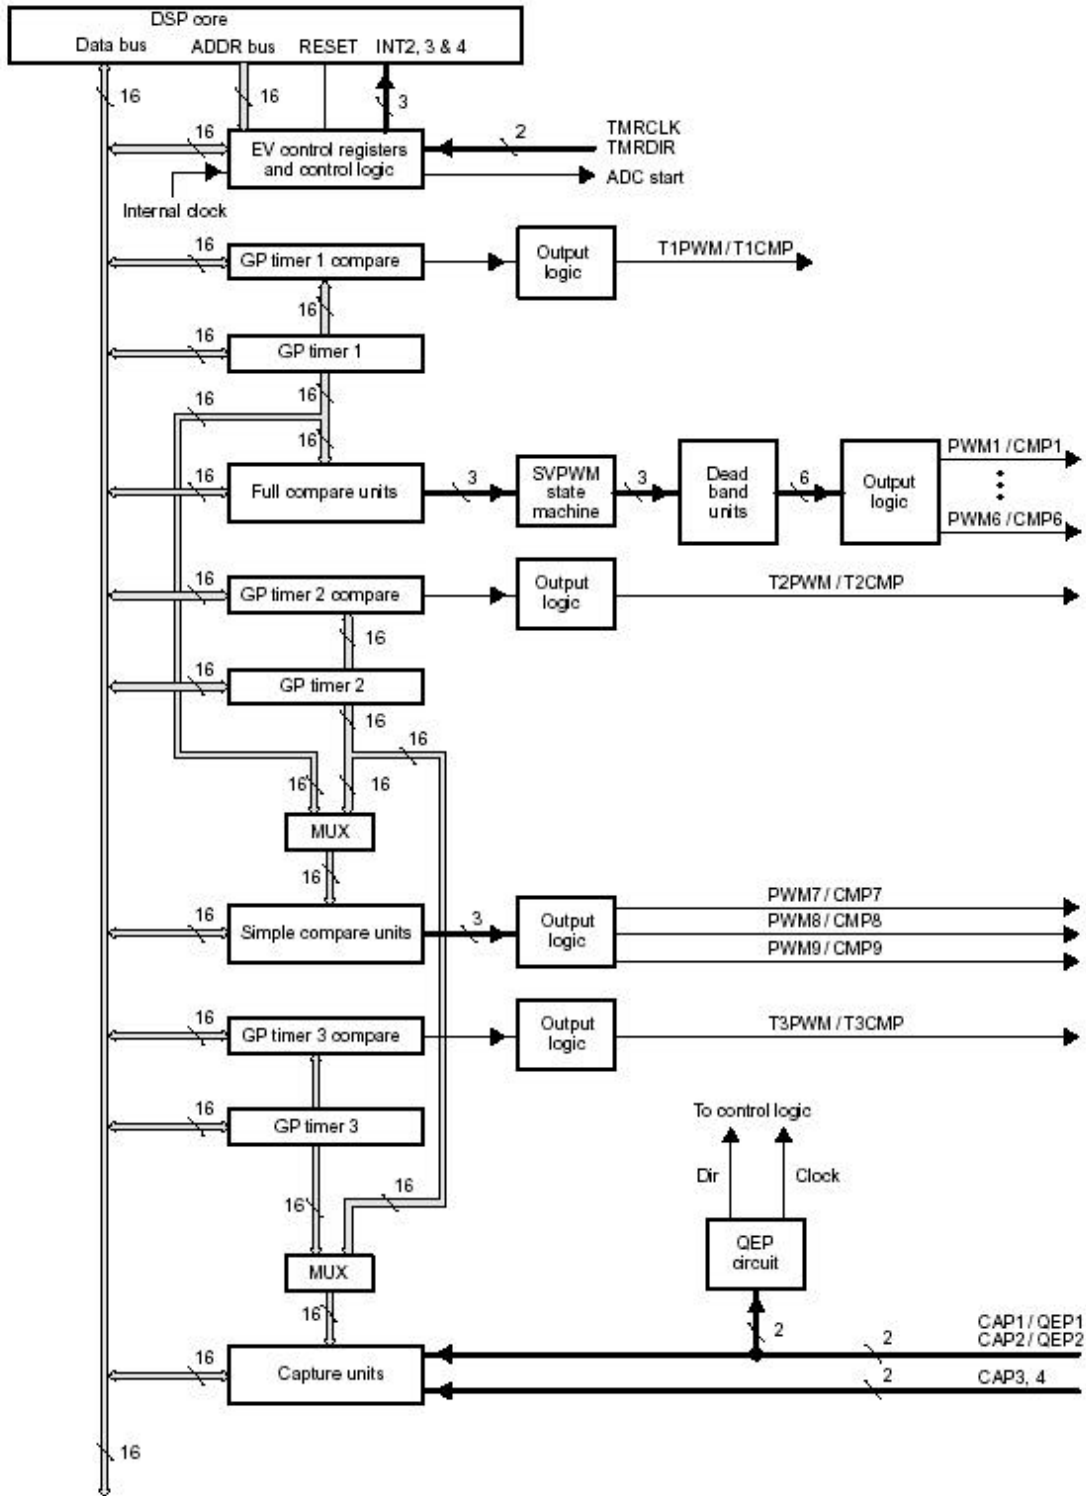 DSP core
Data bus
ADDR bus
RESET
INT2, 3 & 4
16
16
3
16
EV control registers
and control logic
2
TMRCLK
TMRDIR
ADC start
Internal clock
16
GP timer 1 compare
Output
logic
T1PWM / T1CMP
16
16
GP timer 1
16
16
16
16
Full compare units
3
SVPWM
state
machine
3
Dead
band
units
6
Output
logic
PWM1 / CMP1
PWM6 / CMP6
16
GP timer 2 compare
Output
logic
T2PWM / T2CMP
16
16
GP timer 2
16
16
16
16
MUX
16
16
Simple compare units
3
Output
logic
PWM7 / CMP7
PWM8 / CMP8
PWM9 / CMP9
16
GP timer 3 compare
Output
logic
T3PWM / T3CMP
16
GP timer 3
To control logic
Dir
Clock
16
16
QEP
circuit
MUX
16
2
2
CAP1 / QEP1
CAP2 / QEP2
16
Capture units
2
CAP3, 4
16